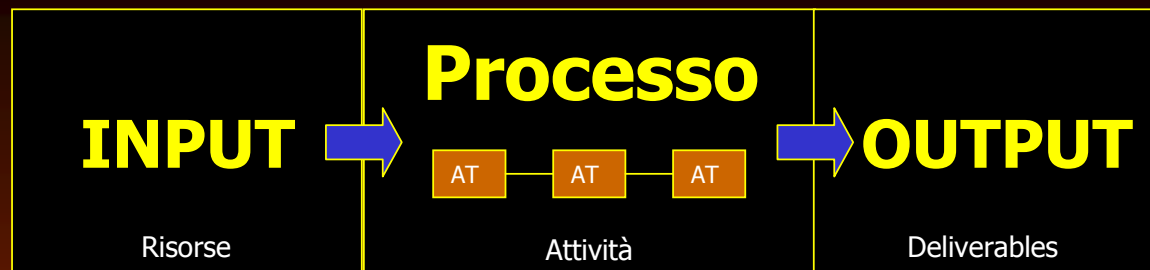 Processo
INPUT
OUTPUT
AT AT AT
Risorse
Attività
Deliverables